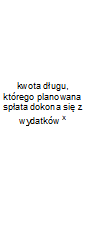 kwota długu,
którego planowana
spłata dokona się z
wydatków x